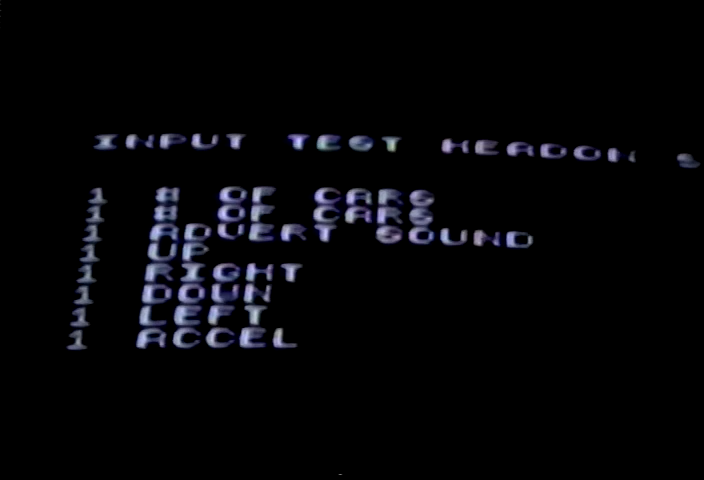 INPUT TEST HEADON S
1 # OF CARS
1 # OF CARS
1 ADVERT SOUND
1 UP
1 RIGHT
1 DOWN
1 LEFT
1 ACCEL